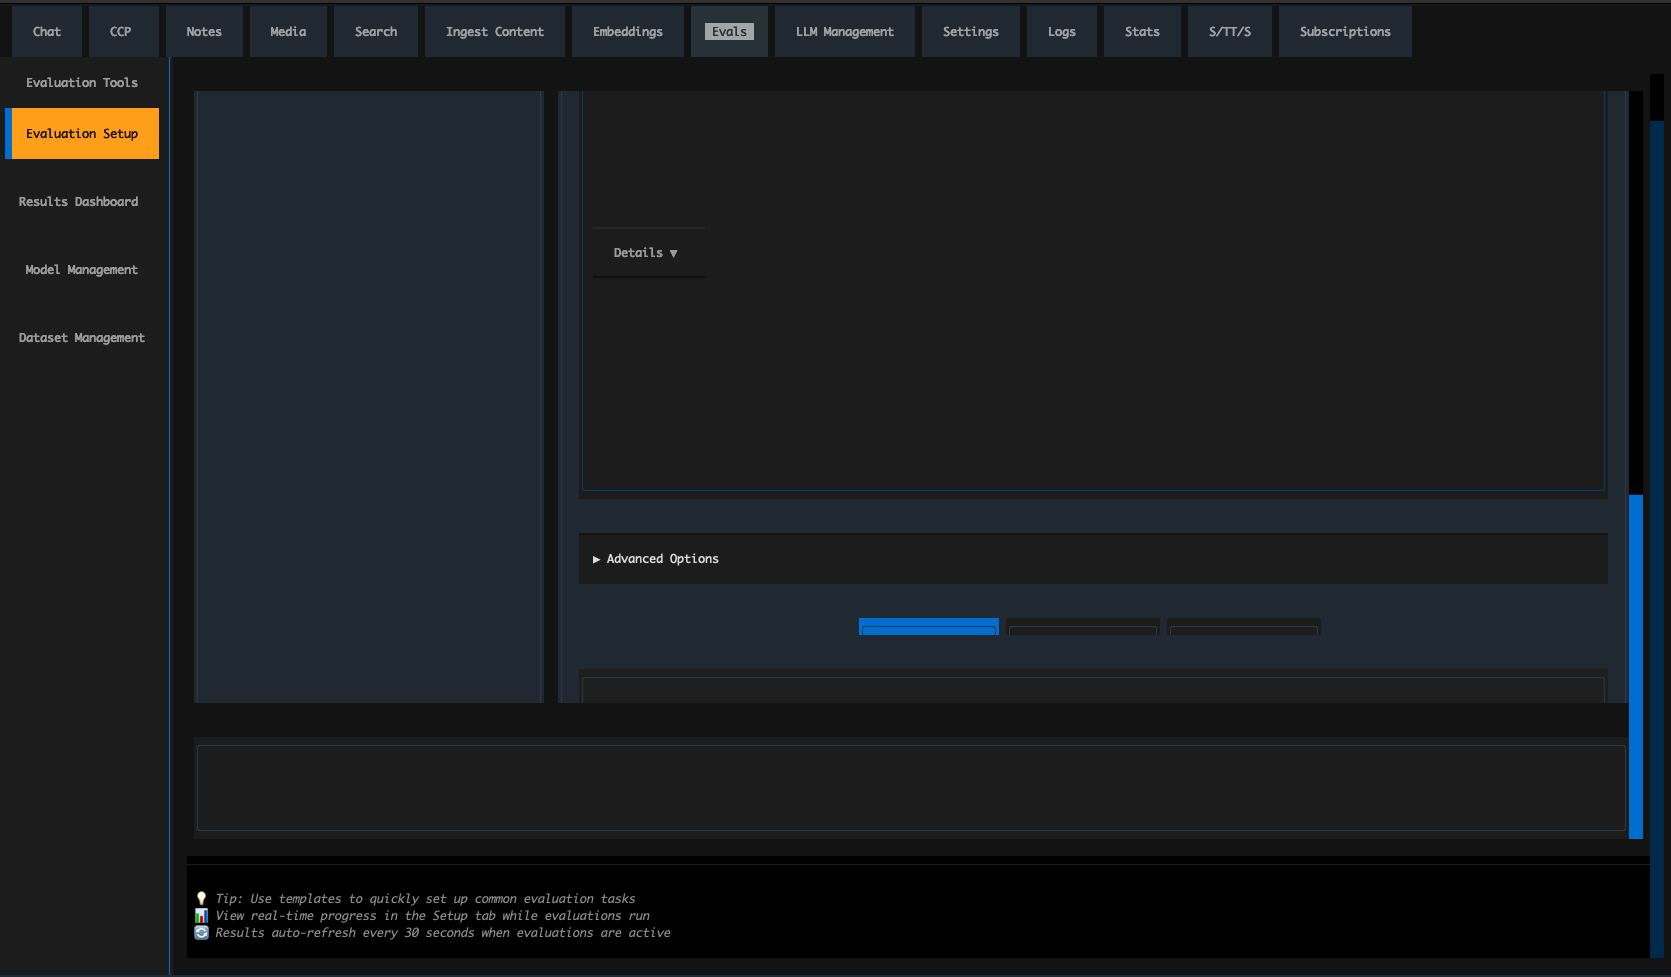 Chat CCP Notes Media Search Ingest Content Embeddings Evals LLM Management Settings Logs Stats S/TT/S Subscriptions
Evaluation Tools
Evaluation Setup
Results Dashboard
Model Management
Dataset Management
Details ▼
▶ Advanced Options
💡 Tip: Use templates to quickly set up common evaluation tasks
📊 View real-time progress in the Setup tab while evaluations run
🔄 Results auto-refresh every 30 seconds when evaluations are active